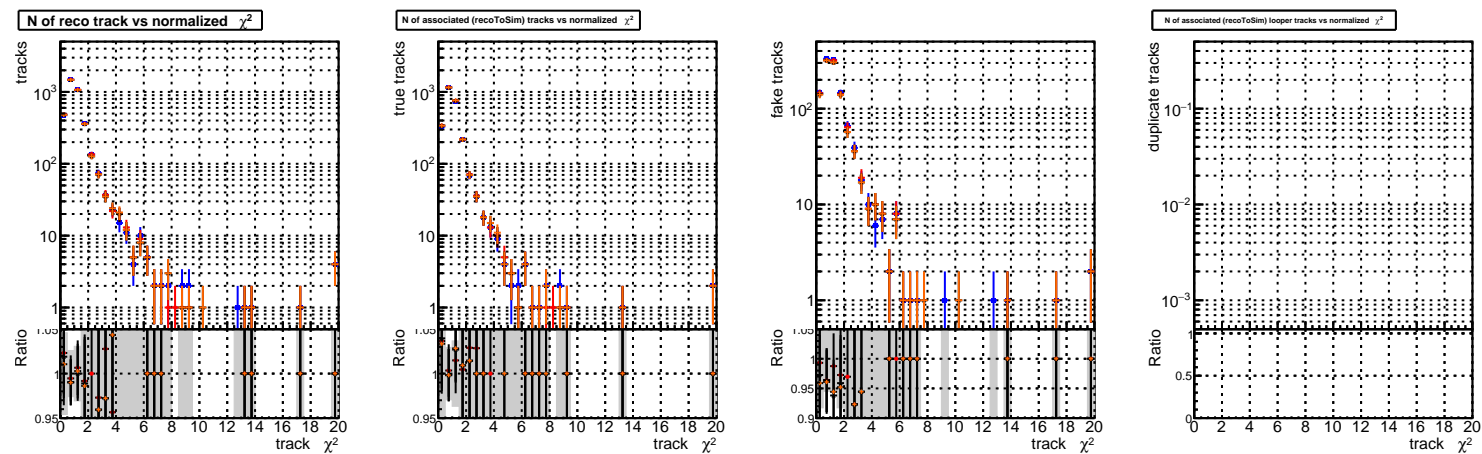 N of reco track vs normalized χ²
tracks
10³
10²
10
1
1.05
Ratio
1
0.95
0 2 4 6 8 10 12 14 16 18 20
track χ²
N of associated (recoToSim) tracks vs normalized χ²
true tracks
10³
10²
10
1
1.05
Ratio
1
0.95
0 2 4 6 8 10 12 14 16 18 20
track χ²
fake tracks
10²
10
1
1.05
Ratio
1
0.95
0.9
0 2 4 6 8 10 12 14 16 18 20
track χ²
N of associated (recoToSim) looper tracks vs normalized χ²
duplicate tracks
10⁻¹
10⁻²
10⁻³
Ratio
1
0.5
0
0 2 4 6 8 10 12 14 16 18 20
track χ²